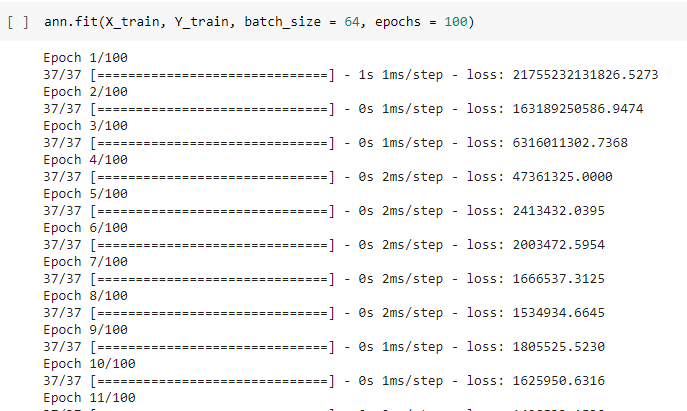 [ ] ann.fit(X_train, Y_train, batch_size = 64, epochs = 100)
Epoch 1/100
37/37 [==============================] - 1s 1ms/step - loss: 21755232131826.5273
Epoch 2/100
37/37 [==============================] - 0s 1ms/step - loss: 163189250586.9474
Epoch 3/100
37/37 [==============================] - 0s 1ms/step - loss: 6316011302.7368
Epoch 4/100
37/37 [==============================] - 0s 2ms/step - loss: 47361325.0000
Epoch 5/100
37/37 [==============================] - 0s 2ms/step - loss: 2413432.0395
Epoch 6/100
37/37 [==============================] - 0s 2ms/step - loss: 2003472.5954
Epoch 7/100
37/37 [==============================] - 0s 2ms/step - loss: 1666537.3125
Epoch 8/100
37/37 [==============================] - 0s 2ms/step - loss: 1534934.6645
Epoch 9/100
37/37 [==============================] - 0s 1ms/step - loss: 1805525.5230
Epoch 10/100
37/37 [==============================] - 0s 1ms/step - loss: 1625950.6316
Epoch 11/100